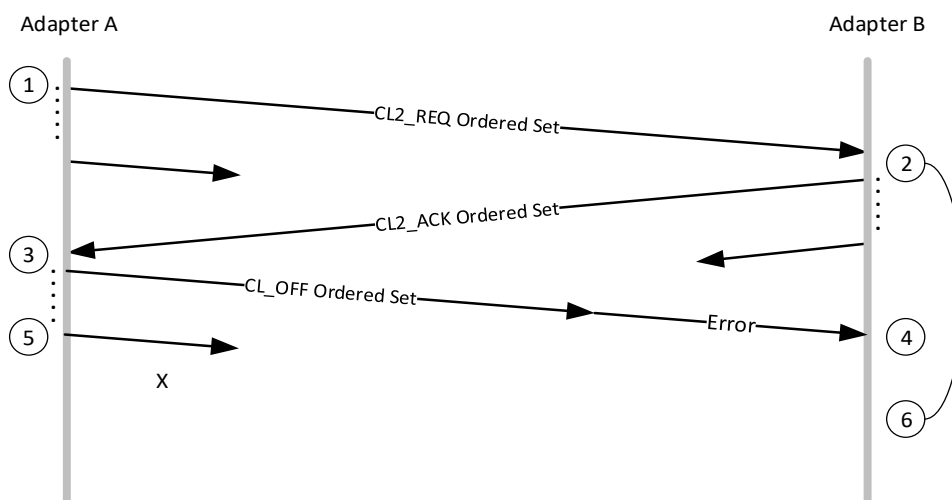 Adapter A
Adapter B
1
CL2_REQ Ordered Set
2
CL2_ACK Ordered Set
3
CL_OFF Ordered Set
Error
4
5
X
6